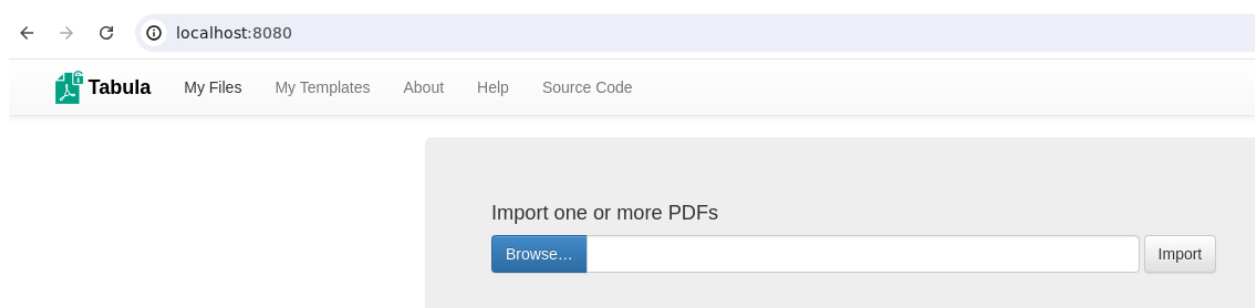 localhost:8080
Tabula My Files My Templates About Help Source Code
Import one or more PDFs
Browse... Import